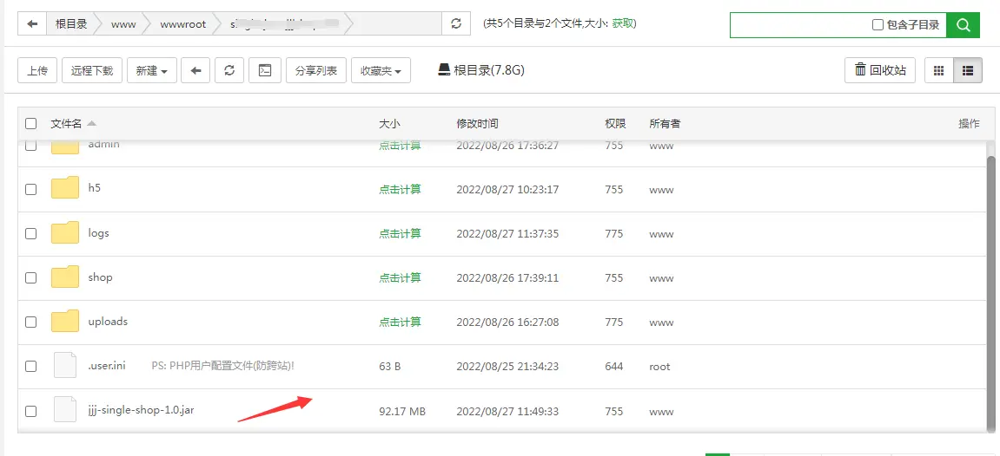 根目录 www wwwroot (共5个目录与2个文件,大小: 获取) 包含子目录
上传 远程下载 新建 分享列表 收藏夹 根目录(7.8G) 回收站
文件名 大小 修改时间 权限 所有者 操作
admin 点击计算 2022/08/26 17:36:27 755 www
h5 点击计算 2022/08/27 10:23:17 755 www
logs 点击计算 2022/08/27 11:37:35 775 www
shop 点击计算 2022/08/26 17:39:11 755 www
uploads 点击计算 2022/08/26 16:27:08 775 www
.user.ini PS: PHP用户配置文件(防跨站)! 63 B 2022/08/25 21:34:23 644 root
jjj-single-shop-1.0.jar 92.17 MB 2022/08/27 11:49:33 755 www